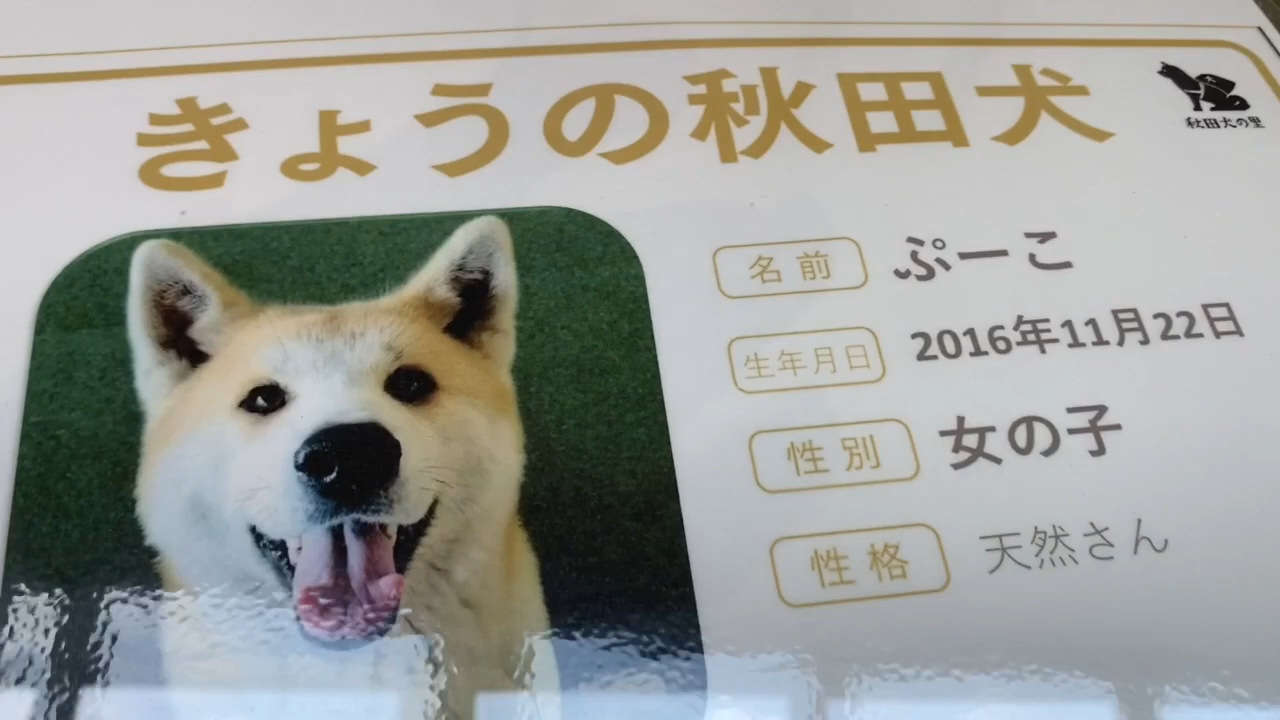 きょうの秋田犬
秋田犬の里
名前 ぷーこ
生年月日 2016年11月22日
性別 女の子
性格 天然さん